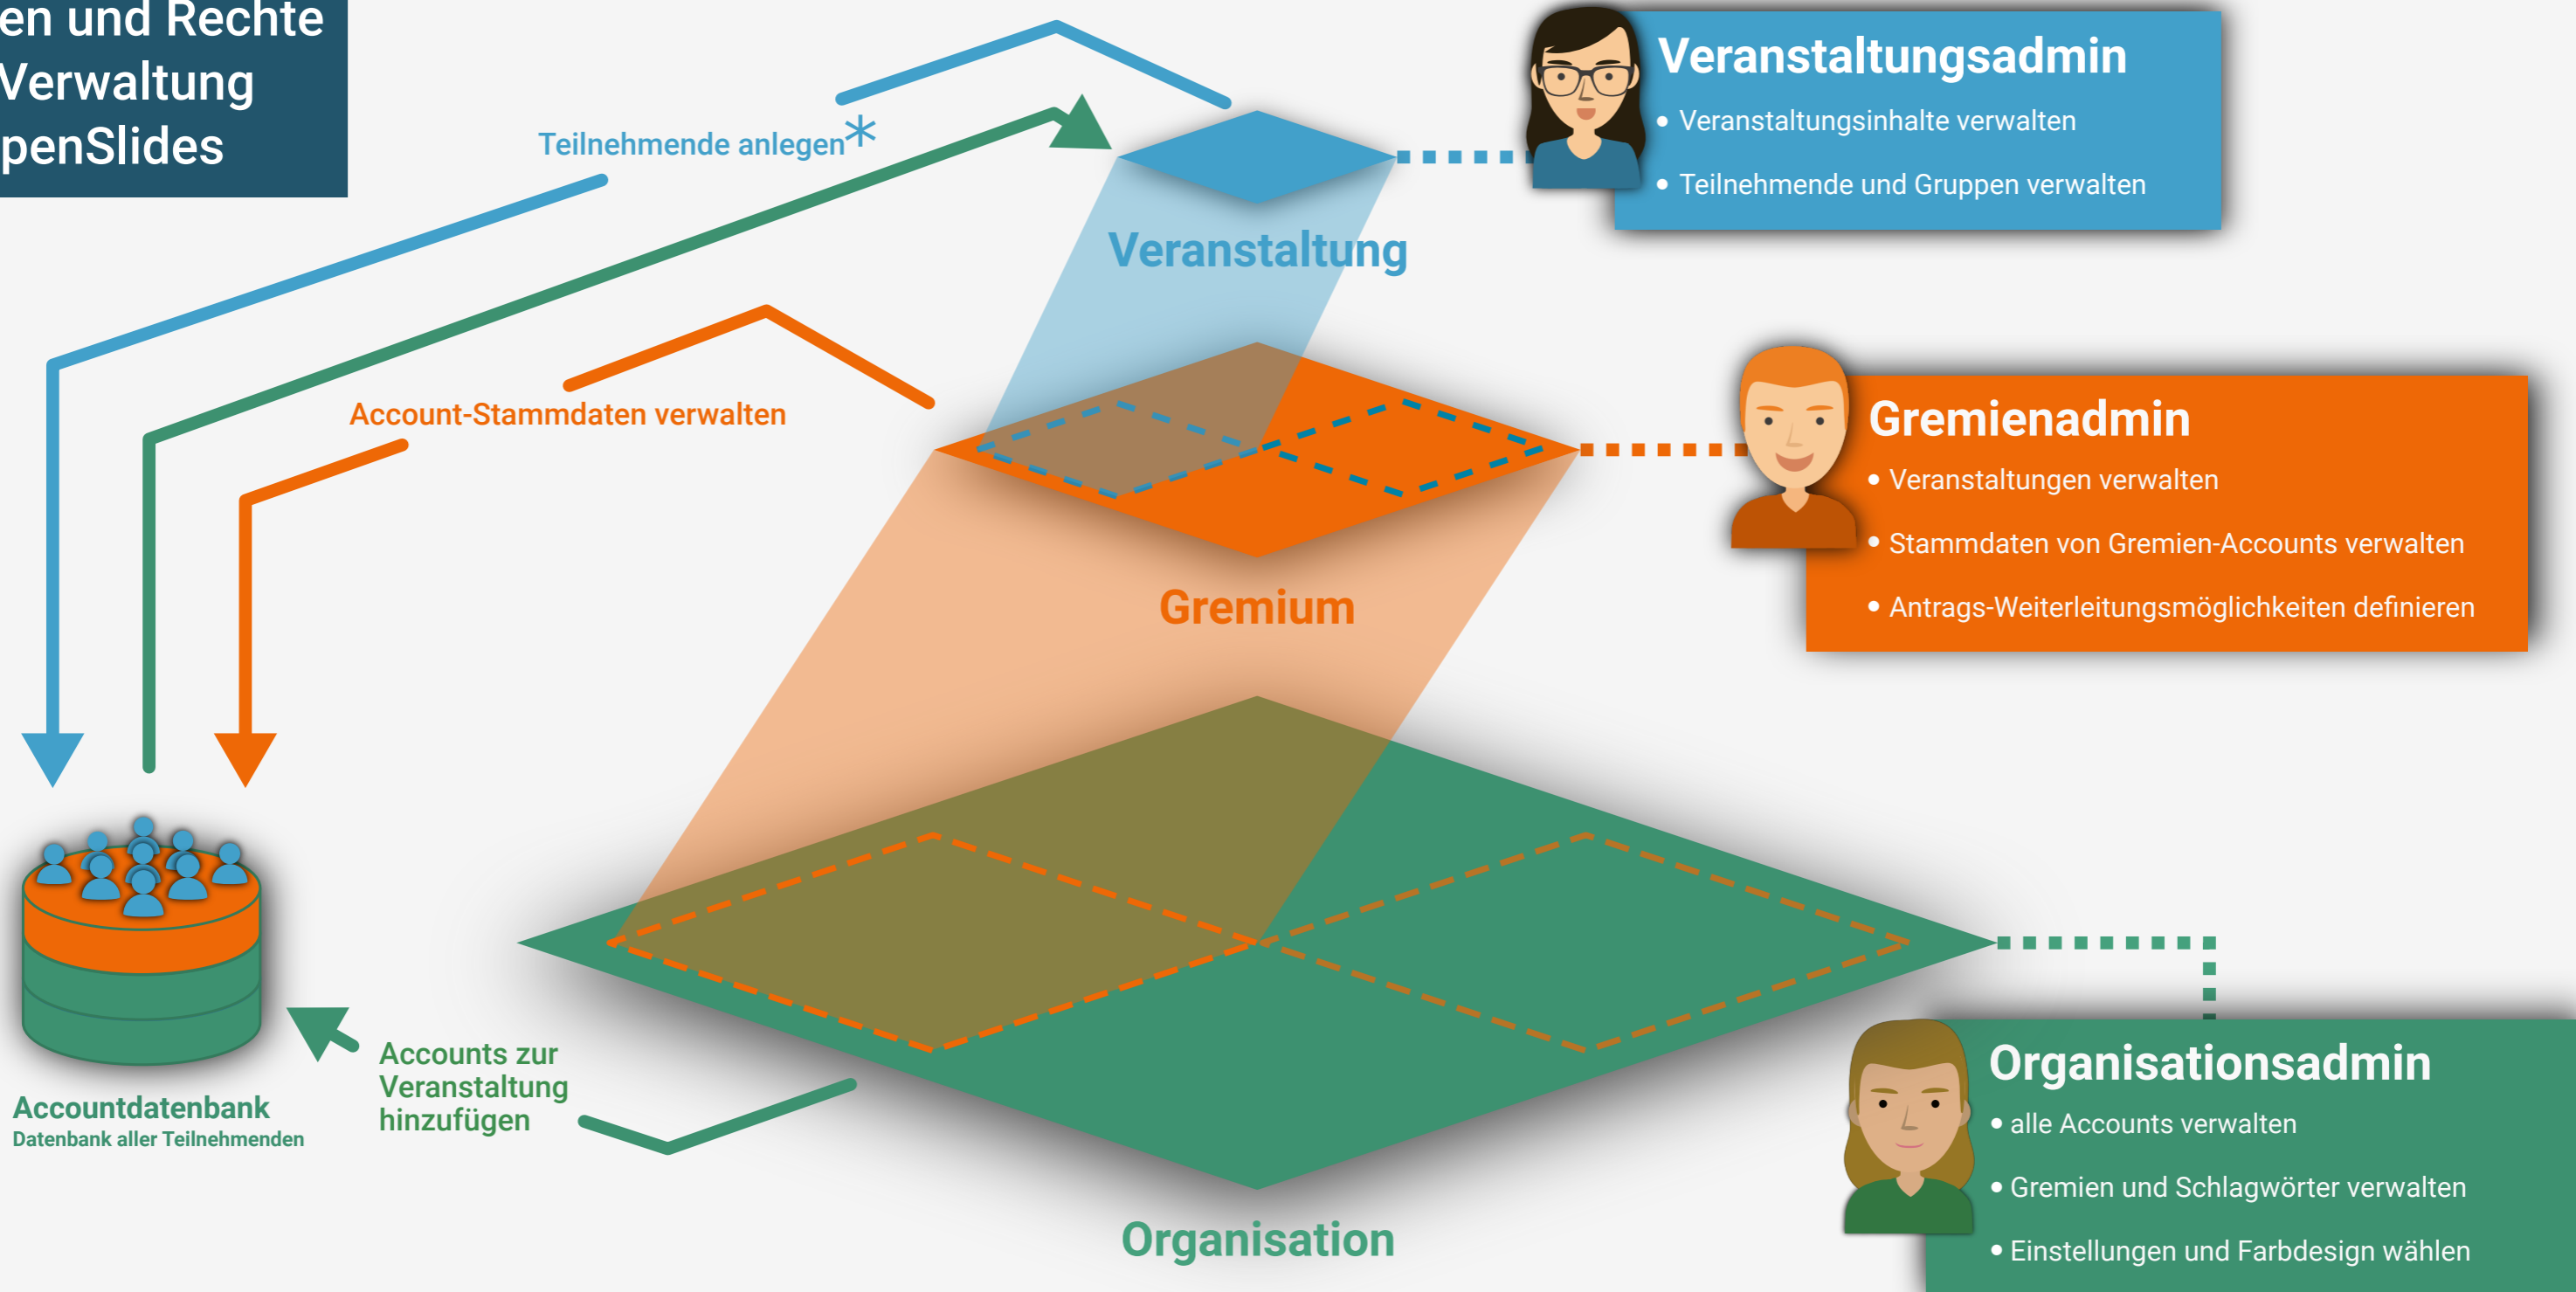 en und Rechte
Verwaltung
penSlides
Teilnehmende anlegen*
Account-Stammdaten verwalten
Veranstaltung
Veranstaltungsadmin
• Veranstaltungsinhalte verwalten
• Teilnehmende und Gruppen verwalten
Gremium
Gremienadmin
• Veranstaltungen verwalten
• Stammdaten von Gremien-Accounts verwalten
• Antrags-Weiterleitungsmöglichkeiten definieren
Accountdatenbank
Datenbank aller Teilnehmenden
Accounts zur
Veranstaltung
hinzufügen
Organisation
Organisationsadmin
• alle Accounts verwalten
• Gremien und Schlagwörter verwalten
• Einstellungen und Farbdesign wählen